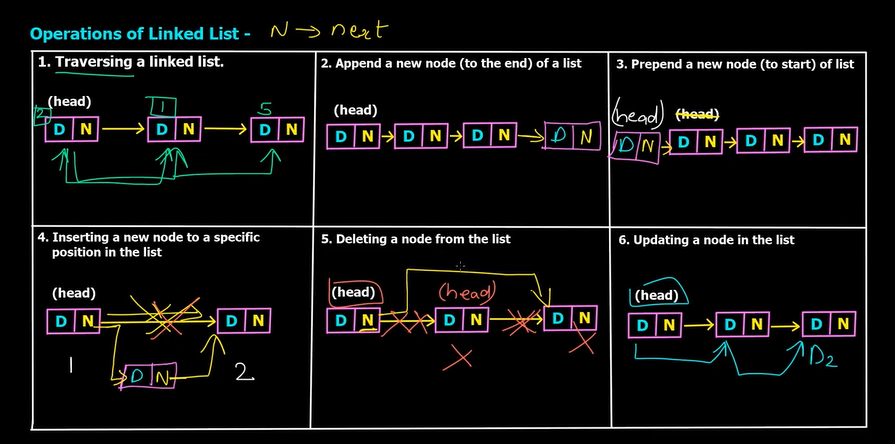 Operations of Linked List - N → next
1. Traversing a linked list.
(head)
2 1 5
D N → D N → D N
2. Append a new node (to the end) of a list
(head)
D N → D N → D N → D N
3. Prepend a new node (to start) of list
(head) (head)
D N → D N → D N → D N
4. Inserting a new node to a specific
position in the list
(head)
D N → D N
D N
1 2
5. Deleting a node from the list
(head) (head)
D N → D N → D N
6. Updating a node in the list
(head)
D N → D N → D N
D2